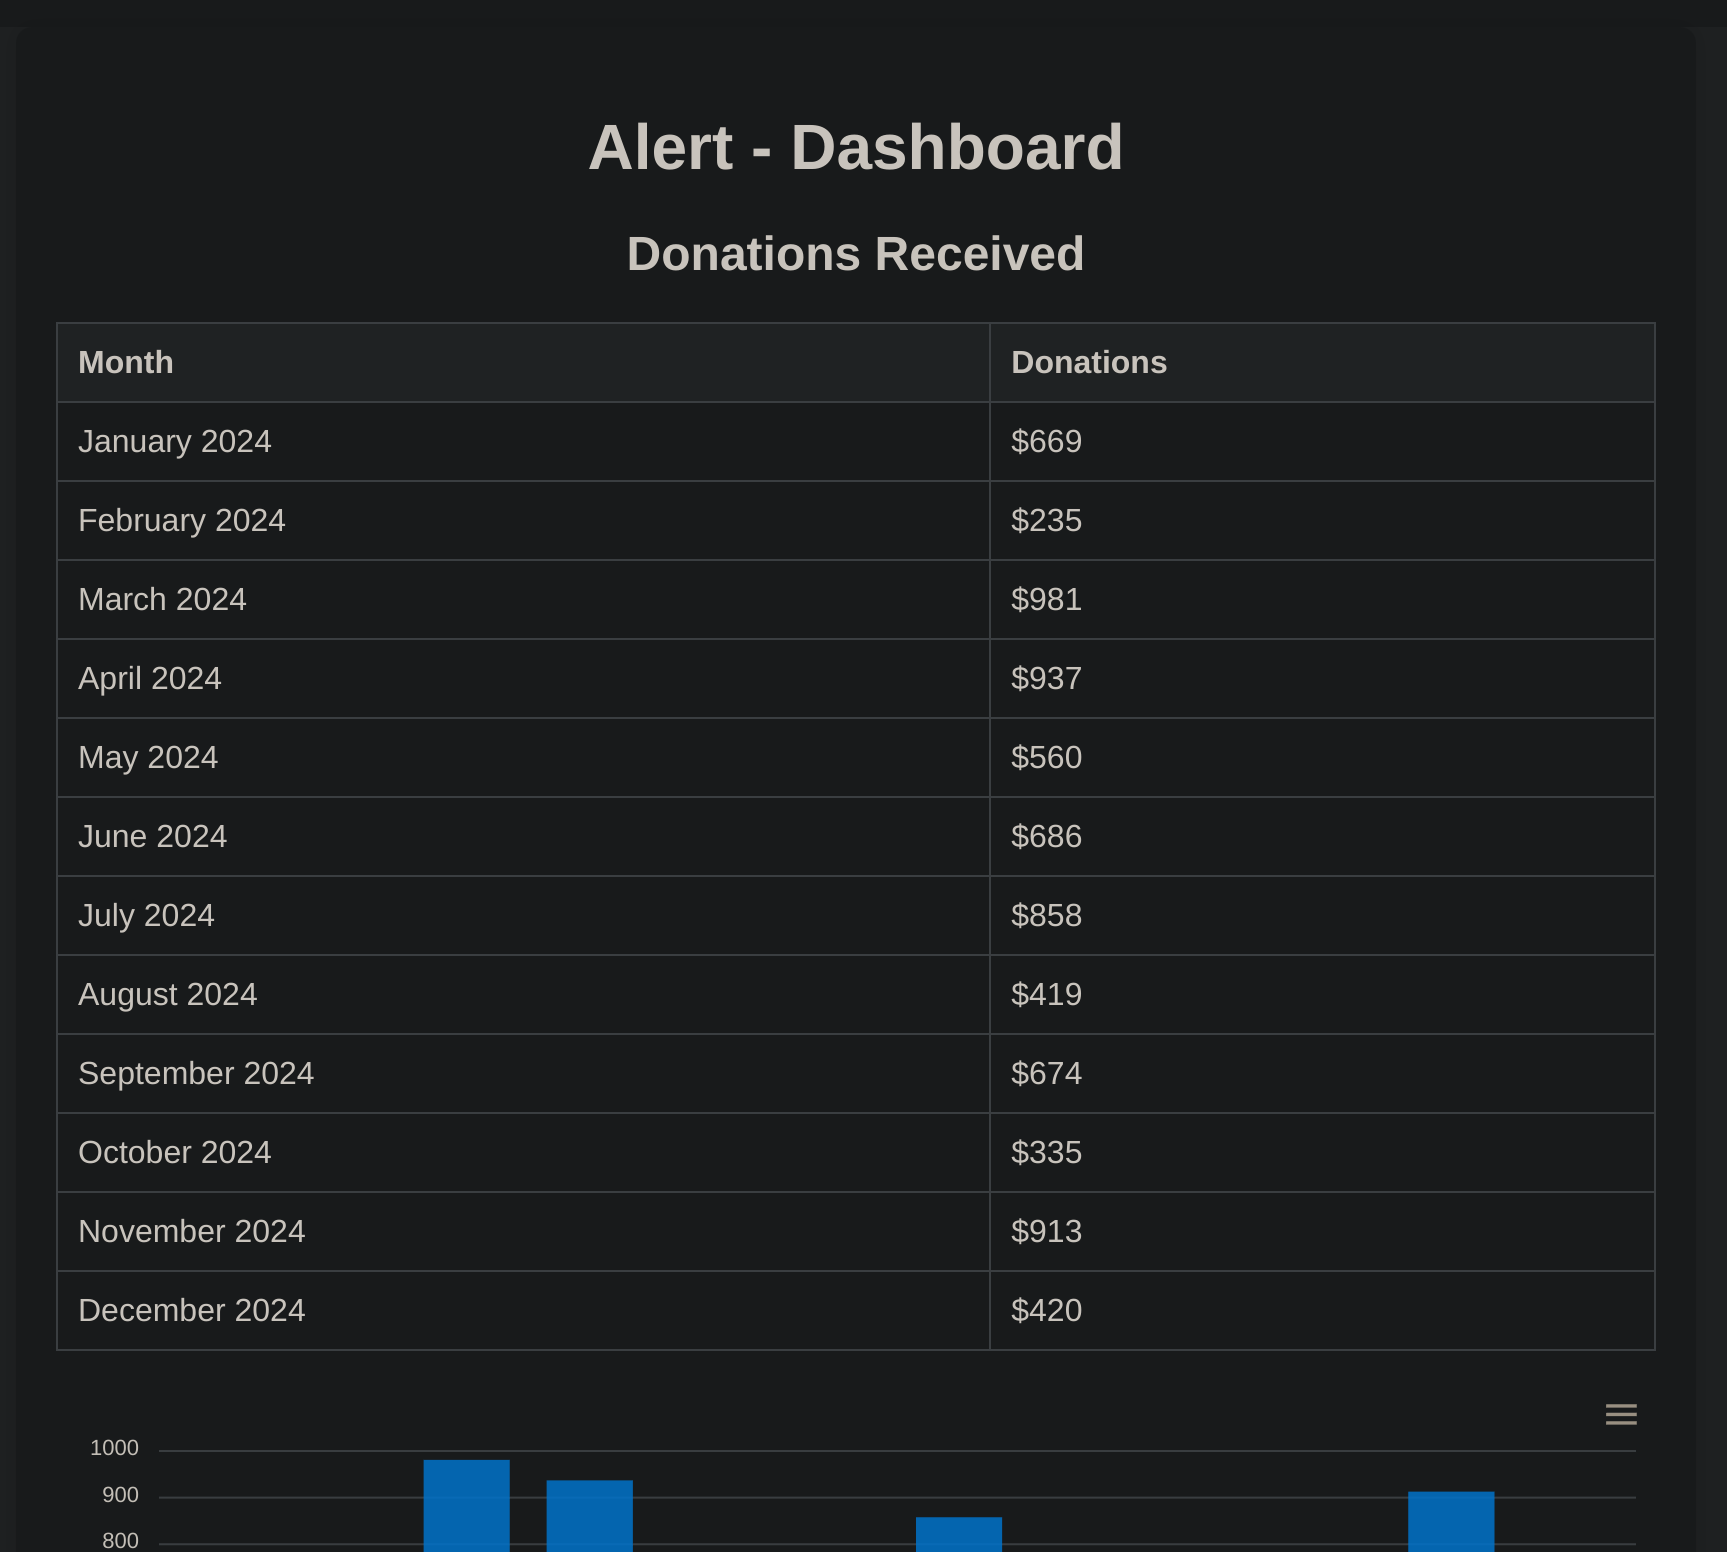 Alert - Dashboard
Donations Received
Month Donations
January 2024 $669
February 2024 $235
March 2024 $981
April 2024 $937
May 2024 $560
June 2024 $686
July 2024 $858
August 2024 $419
September 2024 $674
October 2024 $335
November 2024 $913
December 2024 $420
1000
900
800